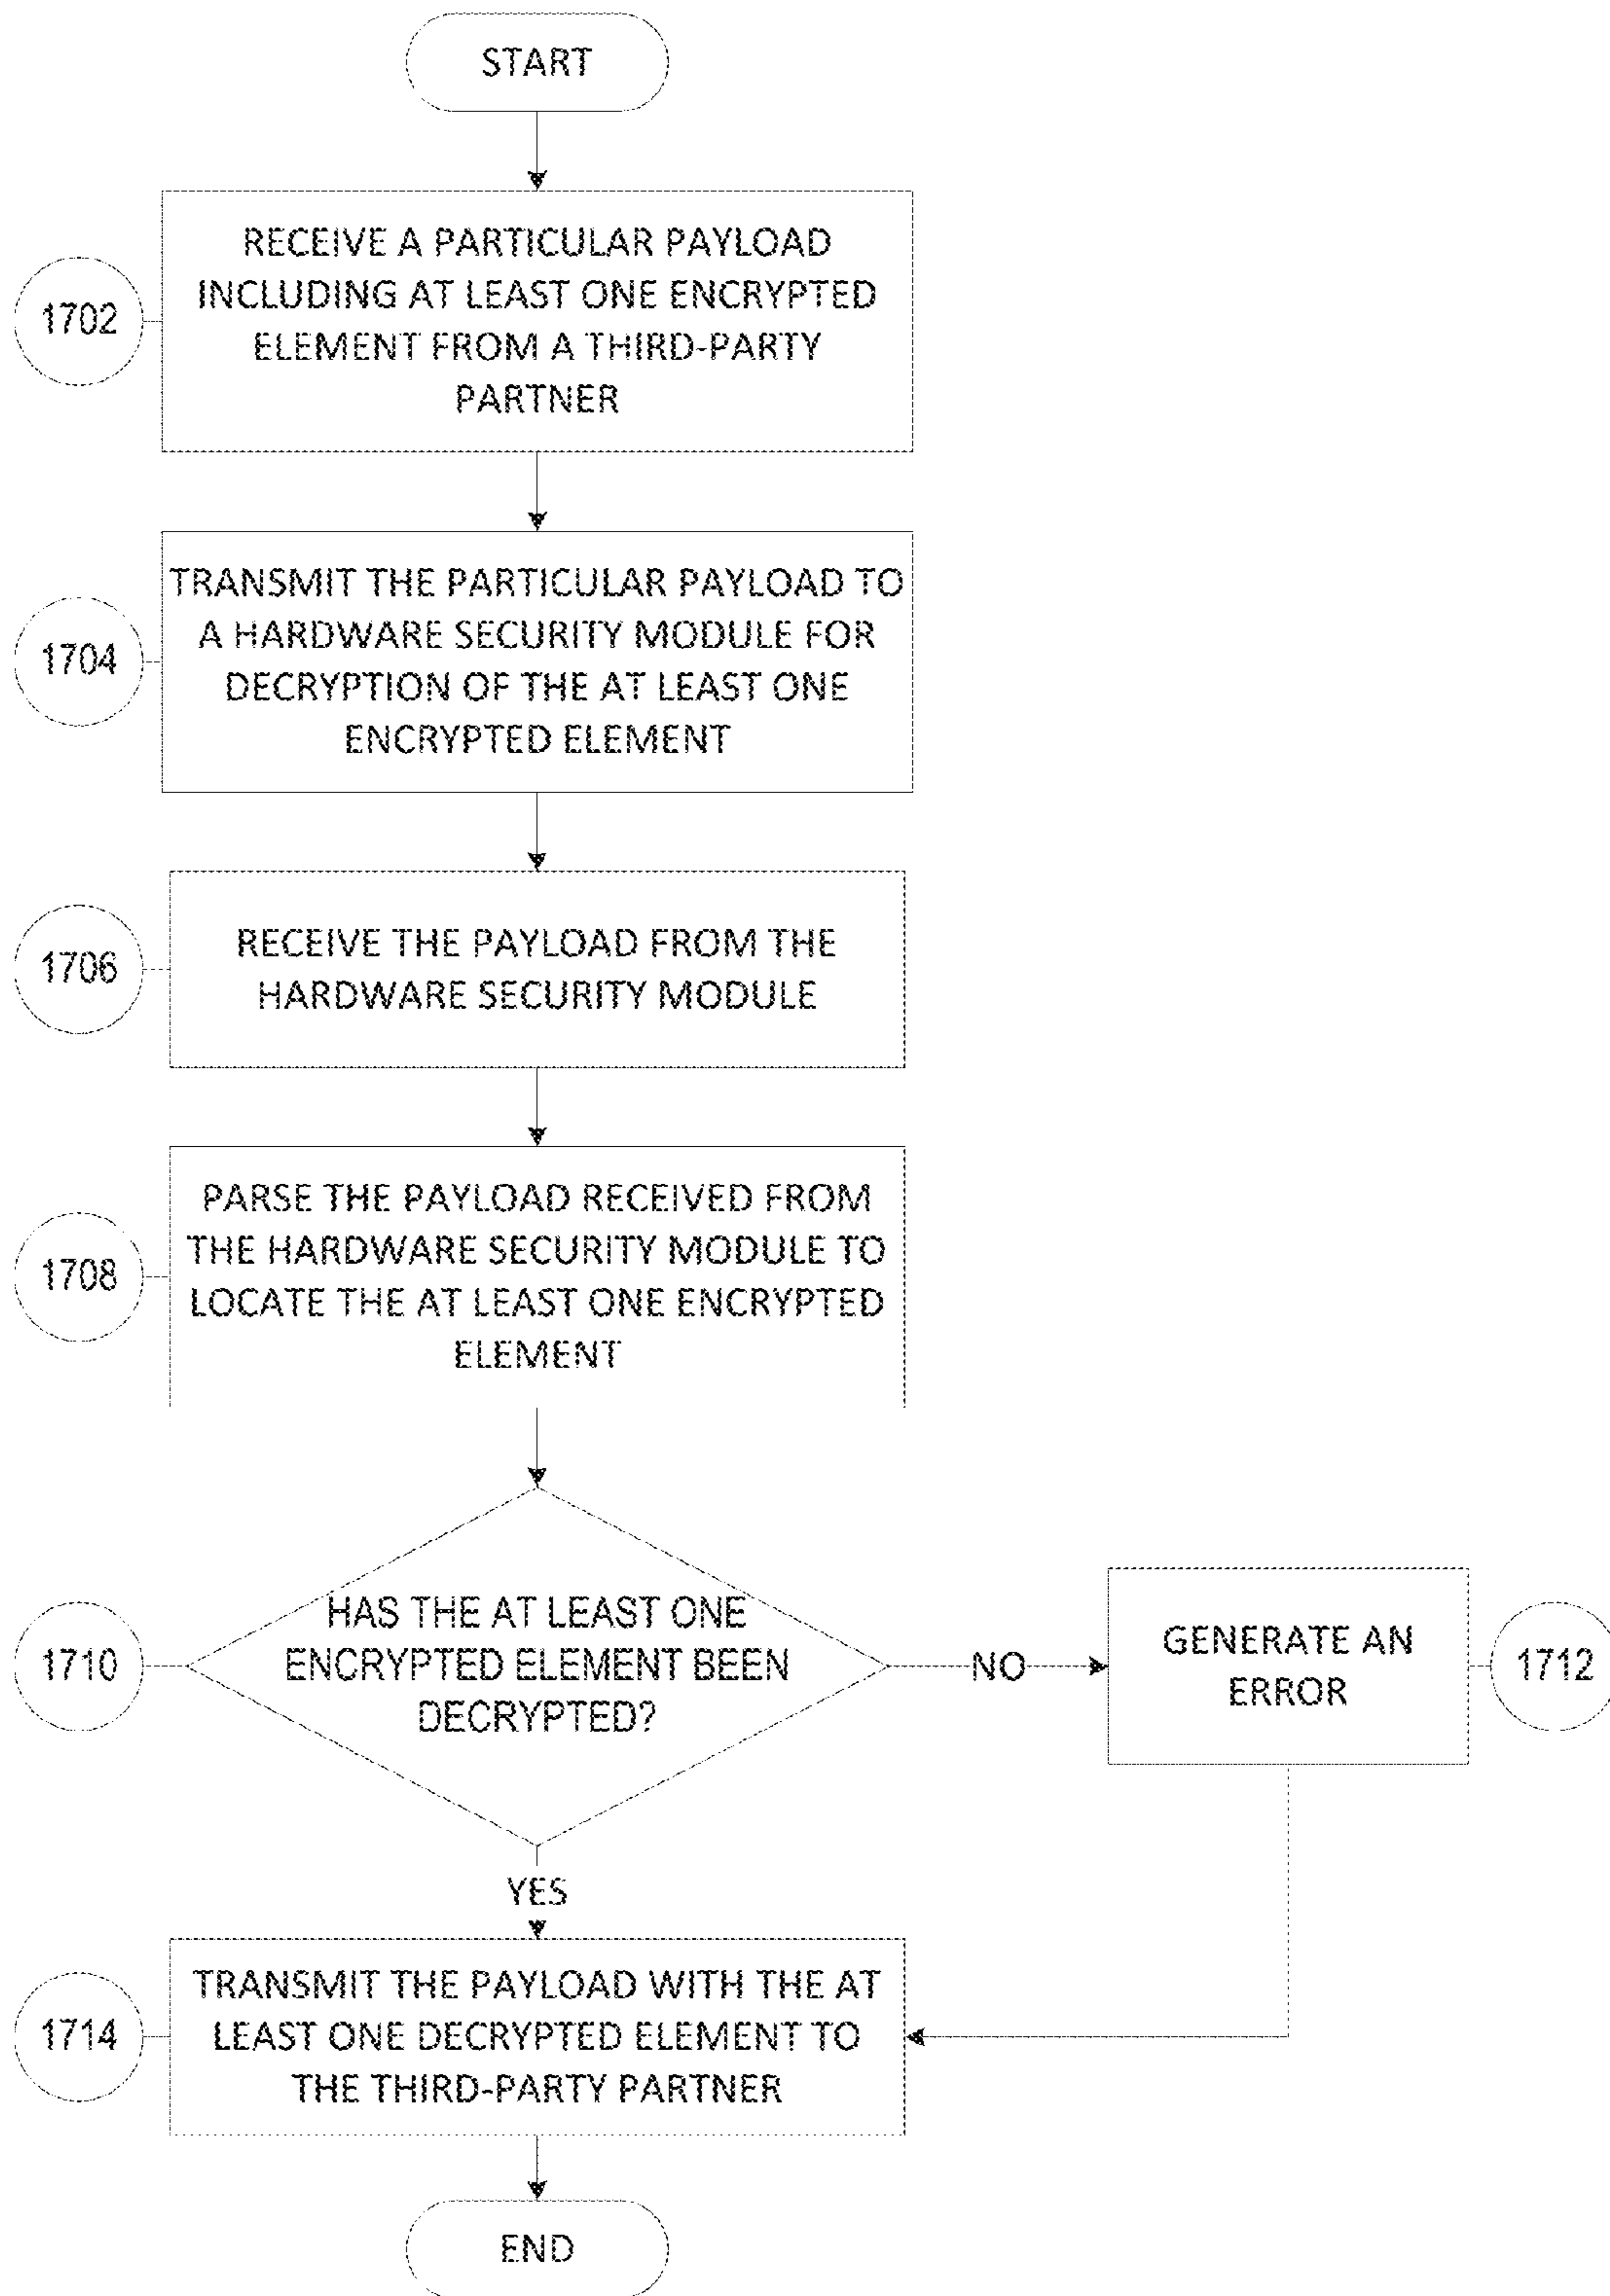 START
1702
RECEIVE A PARTICULAR PAYLOAD
INCLUDING AT LEAST ONE ENCRYPTED
ELEMENT FROM A THIRD-PARTY
PARTNER
1704
TRANSMIT THE PARTICULAR PAYLOAD TO
A HARDWARE SECURITY MODULE FOR
DECRYPTION OF THE AT LEAST ONE
ENCRYPTED ELEMENT
1706
RECEIVE THE PAYLOAD FROM THE
HARDWARE SECURITY MODULE
1708
PARSE THE PAYLOAD RECEIVED FROM
THE HARDWARE SECURITY MODULE TO
LOCATE THE AT LEAST ONE ENCRYPTED
ELEMENT
1710
HAS THE AT LEAST ONE
ENCRYPTED ELEMENT BEEN
DECRYPTED?
NO
GENERATE AN
ERROR
1712
YES
1714
TRANSMIT THE PAYLOAD WITH THE AT
LEAST ONE DECRYPTED ELEMENT TO
THE THIRD-PARTY PARTNER
END